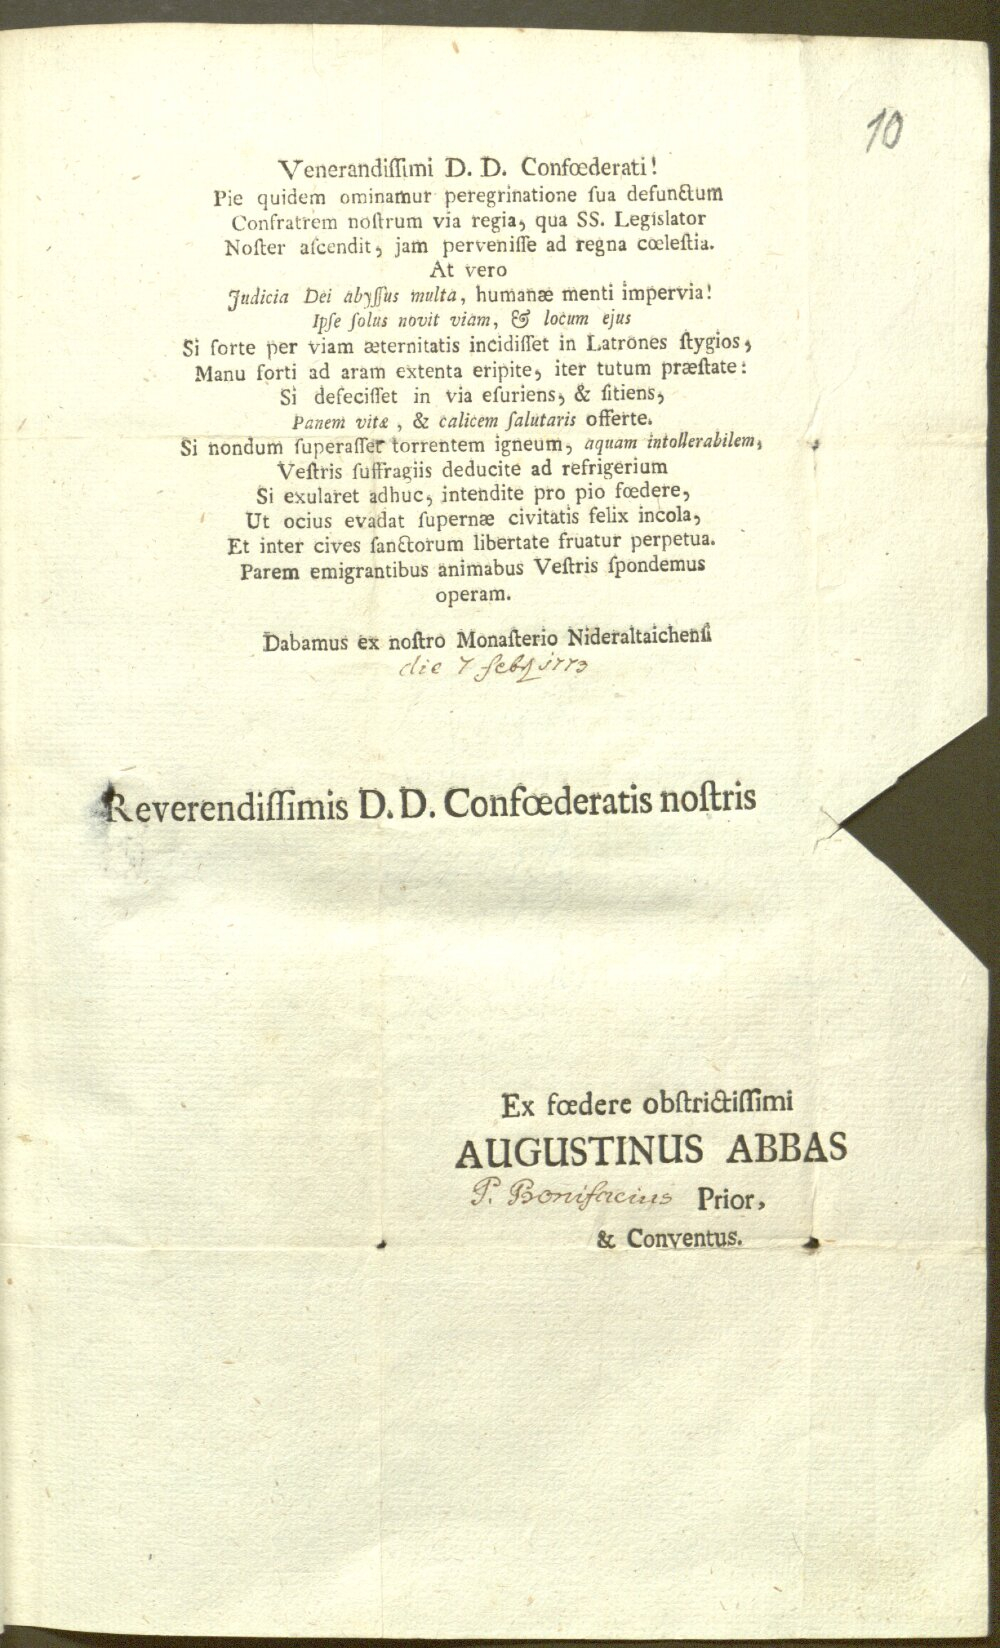 10
Venerandiſſimi D. D. Confœderati!
Pie quidem ominamur peregrinatione ſua defunctum
Confratrem noſtrum via regia, qua SS. Legislator
Noſter aſcendit, jam perveniſſe ad regna cœleſtia.
At vero
Judicia Dei abyſſus multa, humanæ menti impervia!
Ipſe ſolus novit viam, & locum ejus
Si forte per viam æternitatis incidiſſet in Latrones ſtygios,
Manu forti ad aram extenta eripite, iter tutum præſtate:
Si defeciſſet in via eſuriens, & ſitiens,
Panem vitæ, & calicem ſalutaris offerte.
Si nondum ſuperaſſet torrentem igneum, aquam intollerabilem,
Veſtris ſuffragiis deducite ad refrigerium
Si exularet adhuc, intendite pro pio fœdere,
Ut ocius evadat ſupernæ civitatis felix incola,
Et inter cives ſanctorum libertate fruatur perpetua.
Parem emigrantibus animabus Veſtris ſpondemus
operam.
Dabamus ex noſtro Monaſterio Nideraltaichenſi
die 7 febr 1773
Reverendiſſimis D. D. Confœderatis noſtris
Ex fœdere obſtrictiſſimi
AUGUSTINUS ABBAS
P. Bonifacius Prior,
& Conventus.